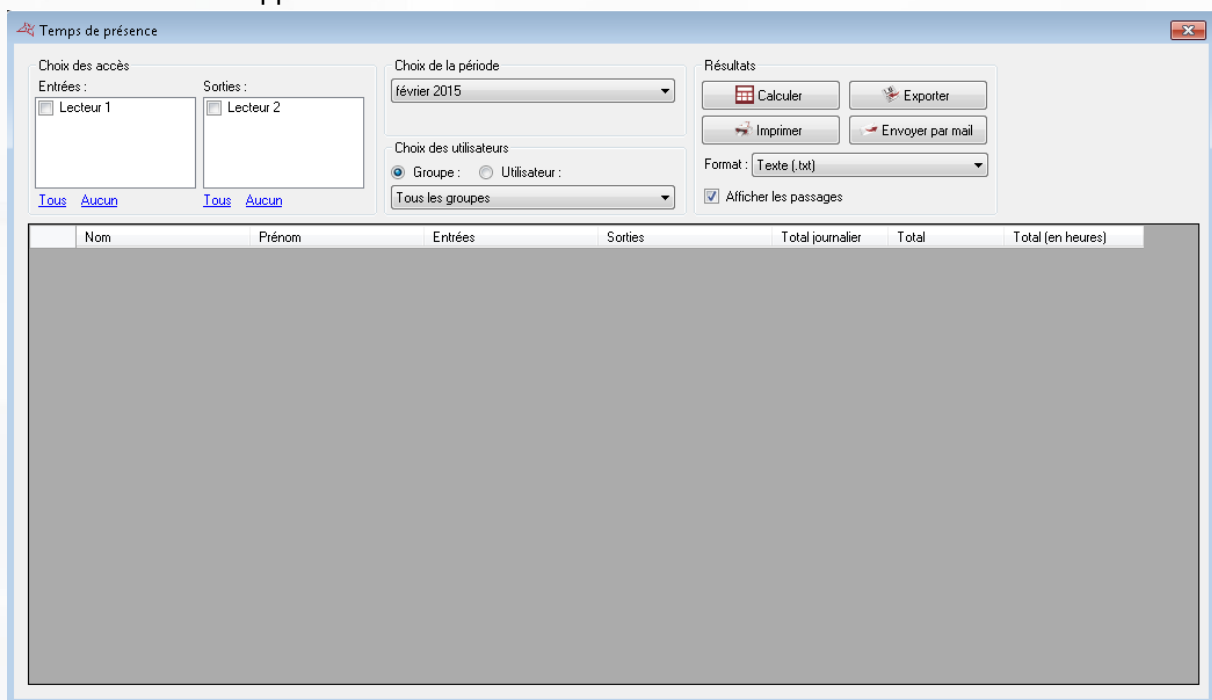 Temps de présence
Choix des accès
Entrées :
Sorties :
Lecteur 1
Lecteur 2
Tous Aucun
Tous Aucun
Choix de la période
février 2015
Choix des utilisateurs
Groupe : Utilisateur :
Tous les groupes
Résultats
Calculer Exporter
Imprimer Envoyer par mail
Format : Texte (.txt)
Afficher les passages
Nom Prénom Entrées Sorties Total journalier Total Total (en heures)